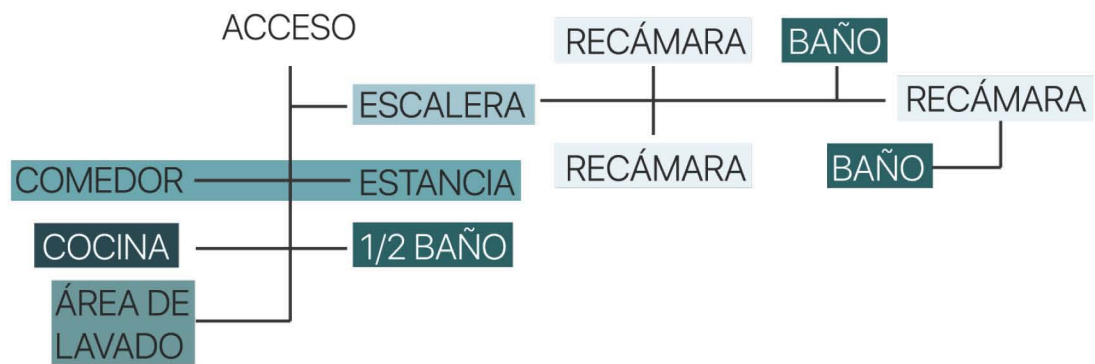 ACCESO
RECÁMARA
BAÑO
ESCALERA
RECÁMARA
RECÁMARA
BAÑO
COMEDOR
ESTANCIA
COCINA
1/2 BAÑO
ÁREA DE
LAVADO